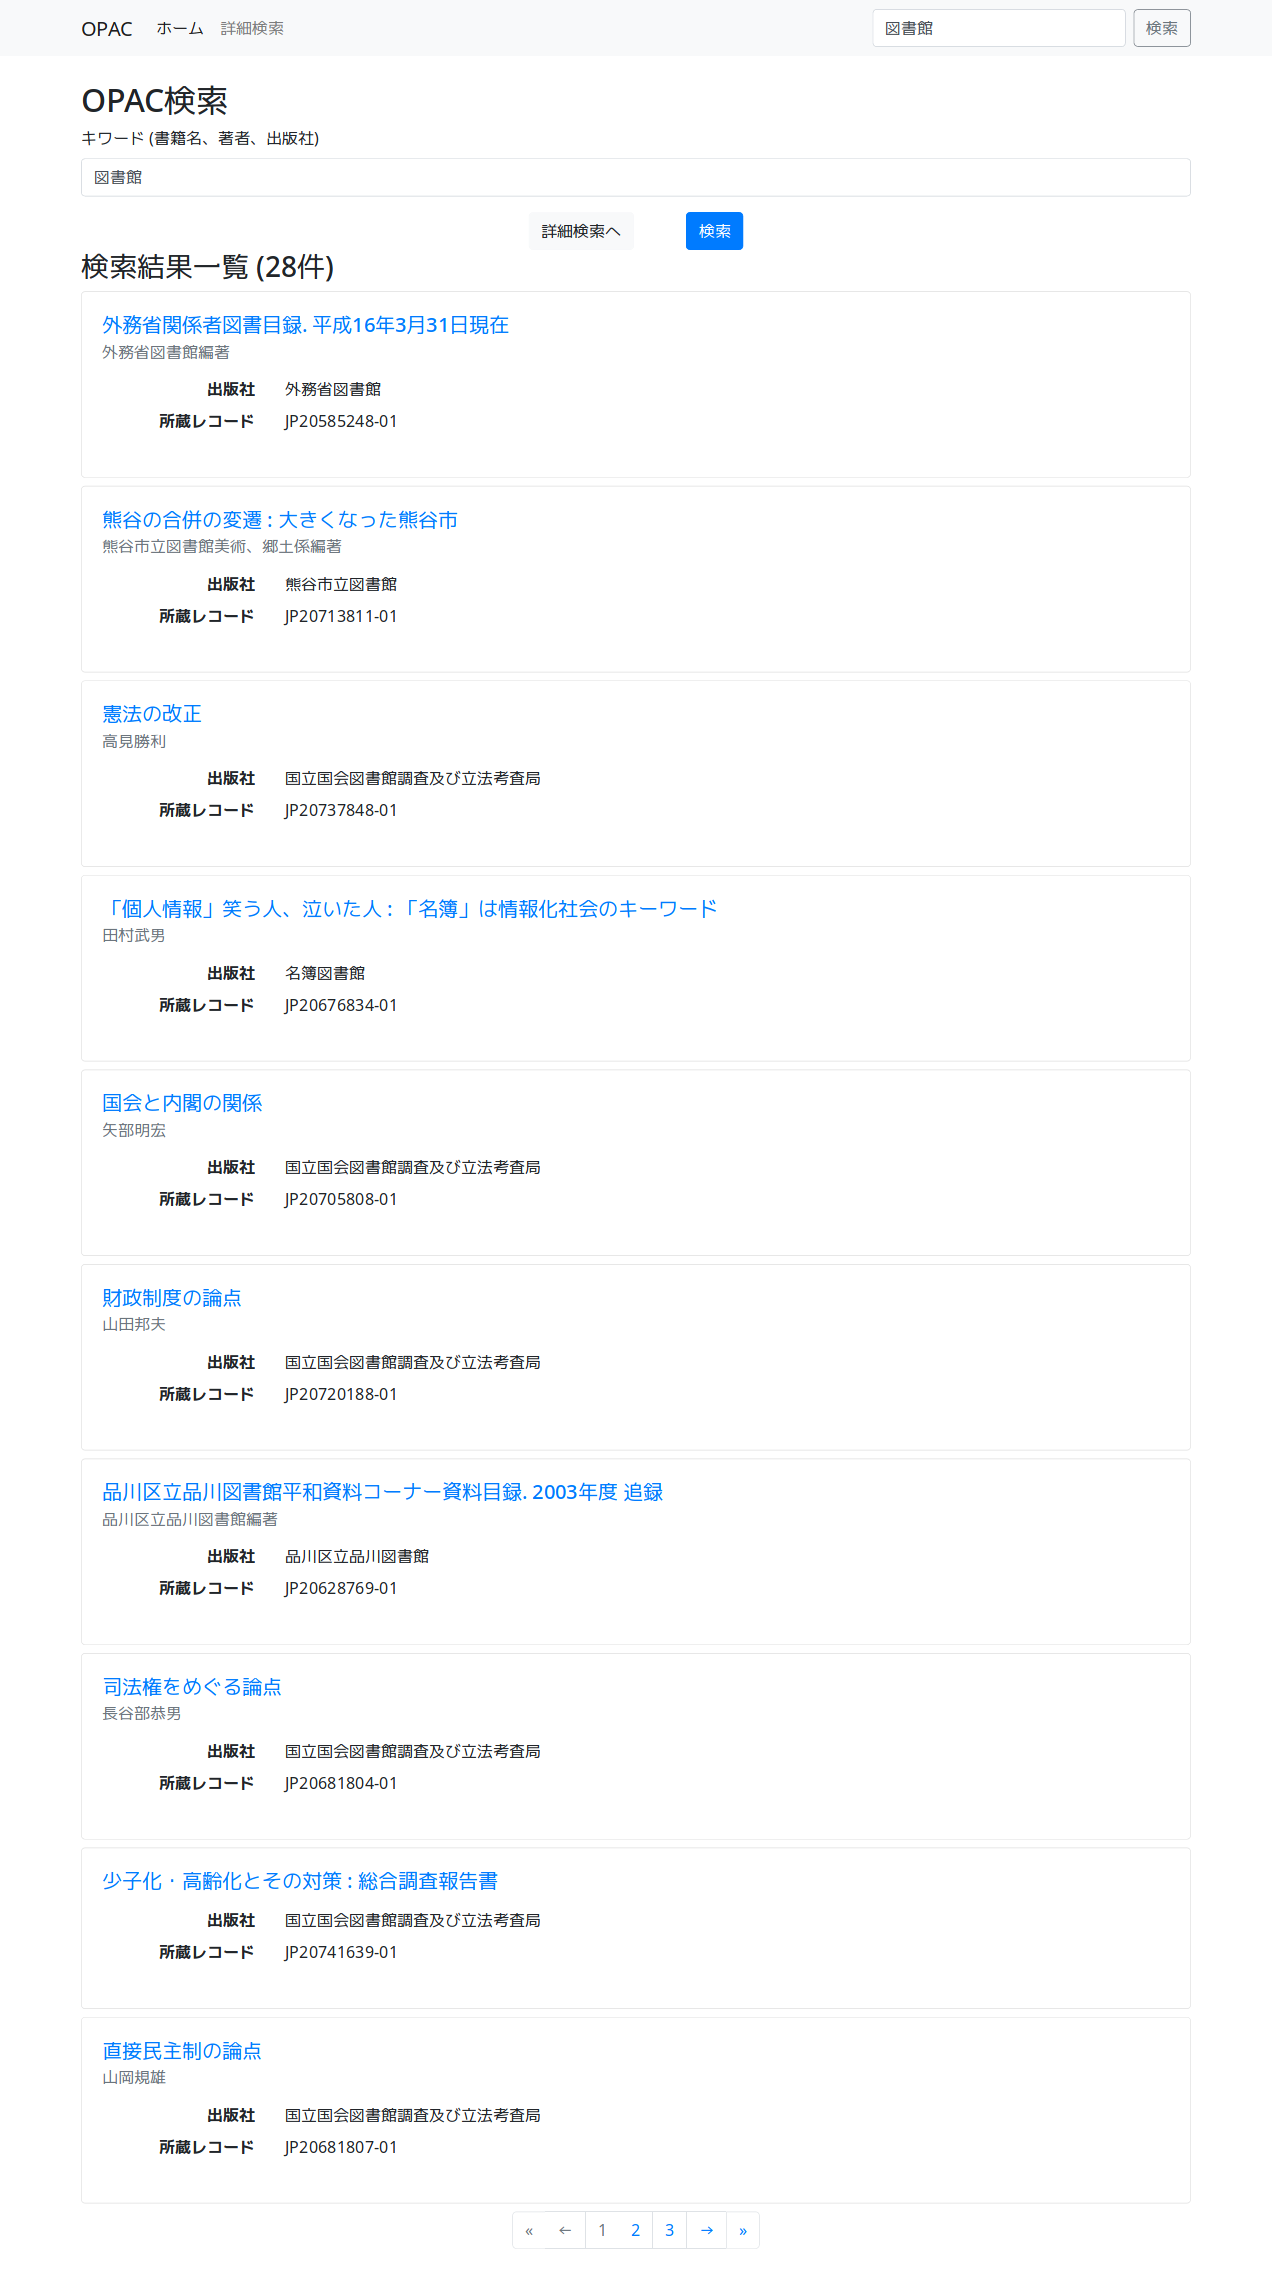 OPAC ホーム 詳細検索 図書館 検索
OPAC検索
キワード (書籍名、著者、出版社)
図書館
詳細検索へ 検索
検索結果一覧 (28件)
外務省関係者図書目録. 平成16年3月31日現在
外務省図書館編著
出版社 外務省図書館
所蔵レコード JP20585248-01
熊谷の合併の変遷 : 大きくなった熊谷市
熊谷市立図書館美術、郷土係編著
出版社 熊谷市立図書館
所蔵レコード JP20713811-01
憲法の改正
高見勝利
出版社 国立国会図書館調査及び立法考査局
所蔵レコード JP20737848-01
「個人情報」笑う人、泣いた人 : 「名簿」は情報化社会のキーワード
田村武男
出版社 名簿図書館
所蔵レコード JP20676834-01
国会と内閣の関係
矢部明宏
出版社 国立国会図書館調査及び立法考査局
所蔵レコード JP20705808-01
財政制度の論点
山田邦夫
出版社 国立国会図書館調査及び立法考査局
所蔵レコード JP20720188-01
品川区立品川図書館平和資料コーナー資料目録. 2003年度 追録
品川区立品川図書館編著
出版社 品川区立品川図書館
所蔵レコード JP20628769-01
司法権をめぐる論点
長谷部恭男
出版社 国立国会図書館調査及び立法考査局
所蔵レコード JP20681804-01
少子化・高齢化とその対策 : 総合調査報告書
出版社 国立国会図書館調査及び立法考査局
所蔵レコード JP20741639-01
直接民主制の論点
山岡規雄
出版社 国立国会図書館調査及び立法考査局
所蔵レコード JP20681807-01
« ← 1 2 3 → »